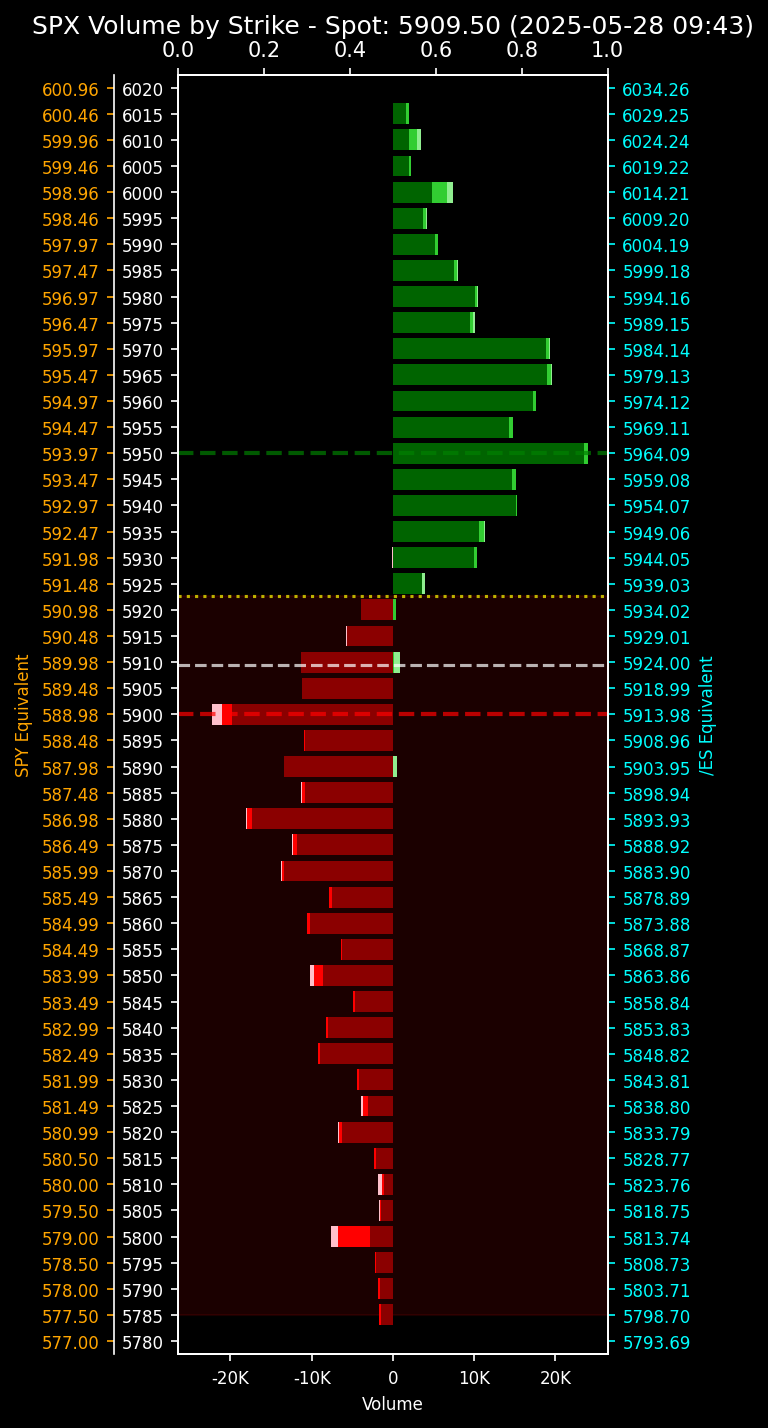 SPX Volume by Strike - Spot: 5909.50 (2025-05-28 09:43)
0.0 0.2 0.4 0.6 0.8 1.0
600.96 6020 6034.26
600.46 6015 6029.25
599.96 6010 6024.24
599.46 6005 6019.22
598.96 6000 6014.21
598.46 5995 6009.20
597.97 5990 6004.19
597.47 5985 5999.18
596.97 5980 5994.16
596.47 5975 5989.15
595.97 5970 5984.14
595.47 5965 5979.13
594.97 5960 5974.12
594.47 5955 5969.11
593.97 5950 5964.09
593.47 5945 5959.08
592.97 5940 5954.07
592.47 5935 5949.06
591.98 5930 5944.05
591.48 5925 5939.03
590.98 5920 5934.02
590.48 5915 5929.01
589.98 5910 5924.00
589.48 5905 5918.99
588.98 5900 5913.98
588.48 5895 5908.96
587.98 5890 5903.95
587.48 5885 5898.94
586.98 5880 5893.93
586.49 5875 5888.92
585.99 5870 5883.90
585.49 5865 5878.89
584.99 5860 5873.88
584.49 5855 5868.87
583.99 5850 5863.86
583.49 5845 5858.84
582.99 5840 5853.83
582.49 5835 5848.82
581.99 5830 5843.81
581.49 5825 5838.80
580.99 5820 5833.79
580.50 5815 5828.77
580.00 5810 5823.76
579.50 5805 5818.75
579.00 5800 5813.74
578.50 5795 5808.73
578.00 5790 5803.71
577.50 5785 5798.70
577.00 5780 5793.69
SPY Equivalent
/ES Equivalent
-20K -10K 0 10K 20K
Volume